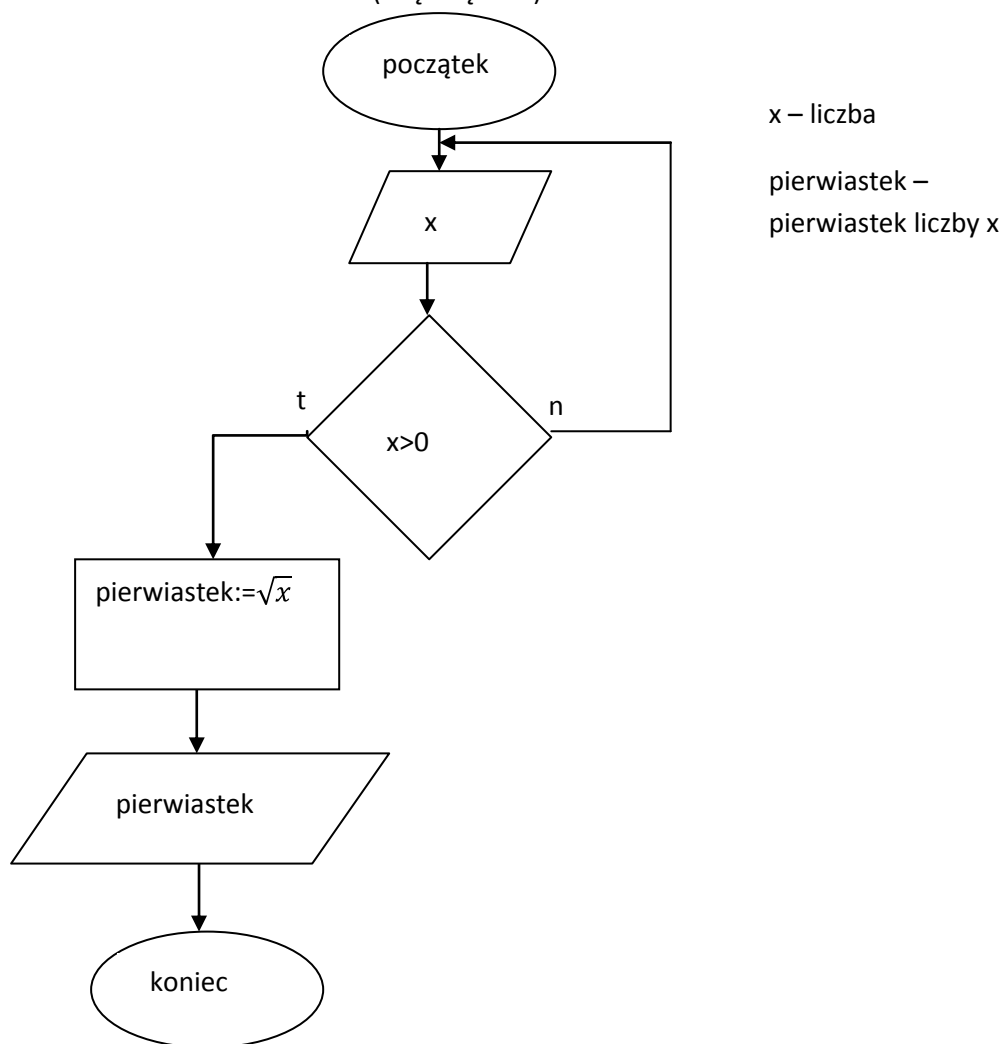 początek
x – liczba
pierwiastek –
pierwiastek liczby x
x
t
n
x>0
pierwiastek:=√x
pierwiastek
koniec